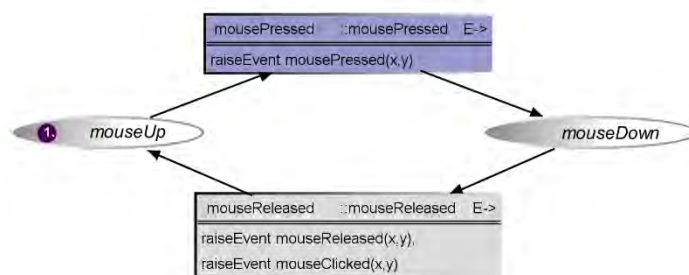 mousePressed ::mousePressed E->
raiseEvent mousePressed(x,y)
1. mouseUp
mouseDown
mouseReleased ::mouseReleased E->
raiseEvent mouseReleased(x,y),
raiseEvent mouseClicked(x,y)